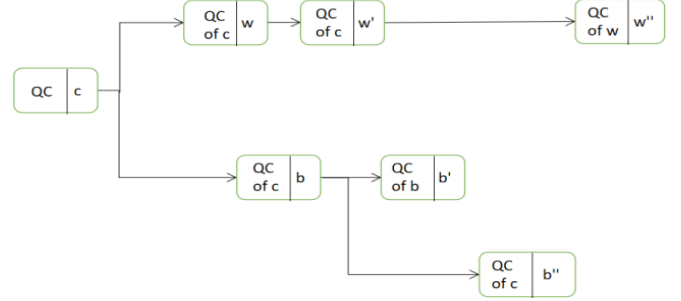 QC of c w
QC of c w'
QC of w w"
QC c
QC of c b
QC of b b'
QC of c b"